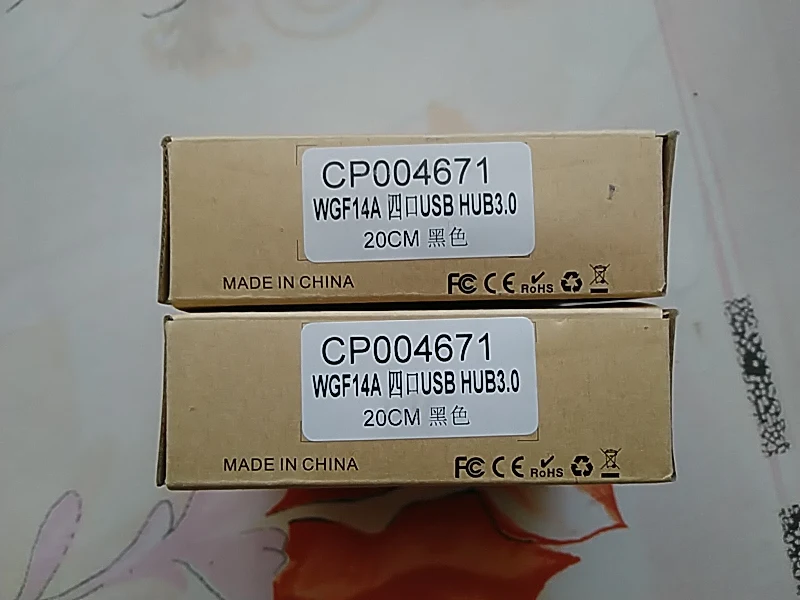 CP004671
WGF14A 四口USB HUB3.0
20CM 黑色
MADE IN CHINA FC CE RoHS
CP004671
WGF14A 四口USB HUB3.0
20CM 黑色
MADE IN CHINA FC CE RoHS